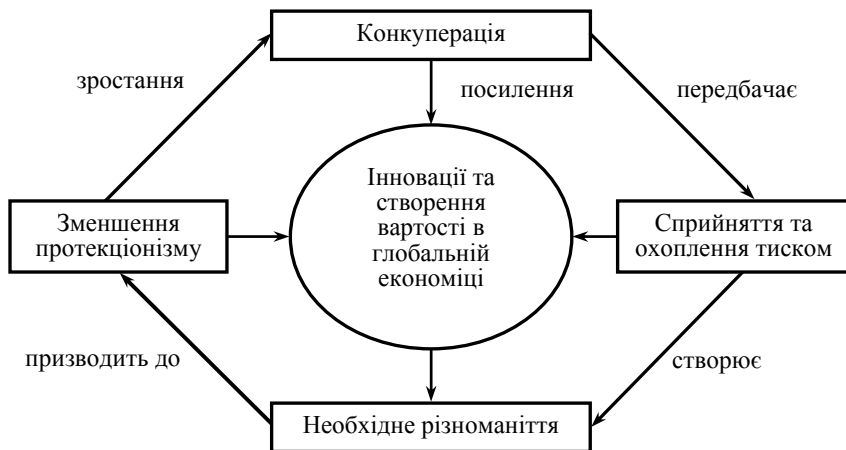 Конкуперація
зростання
посилення
передбачає
Інновації та
створення
вартості в
глобальній
економіці
Зменшення
протекціонізму
Сприйняття та
охоплення тиском
призводить до
створює
Необхідне різноманіття